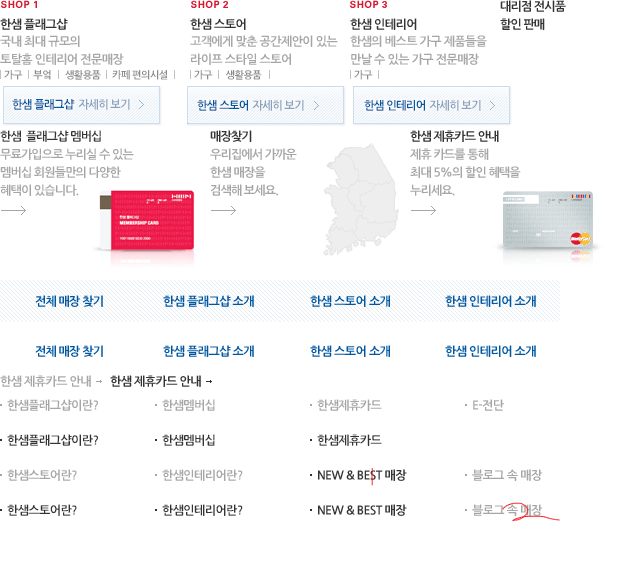 SHOP 1
SHOP 2
SHOP 3
대리점 전시품
할인 판매
한샘 플래그샵
국내 최대 규모의
토탈홈 인테리어 전문매장
| 가구 | 부엌 | 생활용품 | 카페 편의시설 |
한샘 스토어
고객에게 맞춘 공간제안이 있는
라이프 스타일 스토어
| 가구 | 생활용품 |
한샘 인테리어
한샘의 베스트 가구 제품들을
만날 수 있는 가구 전문매장
| 가구 |
한샘 플래그샵 자세히 보기
한샘 스토어 자세히 보기
한샘 인테리어 자세히 보기
한샘 플래그샵 멤버십
무료가입으로 누리실 수 있는
멤버십 회원들만의 다양한
혜택이 있습니다.
MEMBERSHIP CARD
매장찾기
우리집에서 가까운
한샘 매장을
검색해 보세요.
한샘 제휴카드 안내
제휴 카드를 통해
최대 5%의 할인 혜택을
누리세요.
전체 매장 찾기
한샘 플래그샵 소개
한샘 스토어 소개
한샘 인테리어 소개
전체 매장 찾기
한샘 플래그샵 소개
한샘 스토어 소개
한샘 인테리어 소개
한샘 제휴카드 안내 → 한샘 제휴카드 안내 →
· 한샘플래그샵이란?
· 한샘멤버십
· 한샘제휴카드
· E-전단
· 한샘플래그샵이란?
· 한샘멤버십
· 한샘제휴카드
· 한샘스토어란?
· 한샘인테리어란?
· NEW & BEST 매장
· 블로그 속 매장
· 한샘스토어란?
· 한샘인테리어란?
· NEW & BEST 매장
· 블로그 속 매장